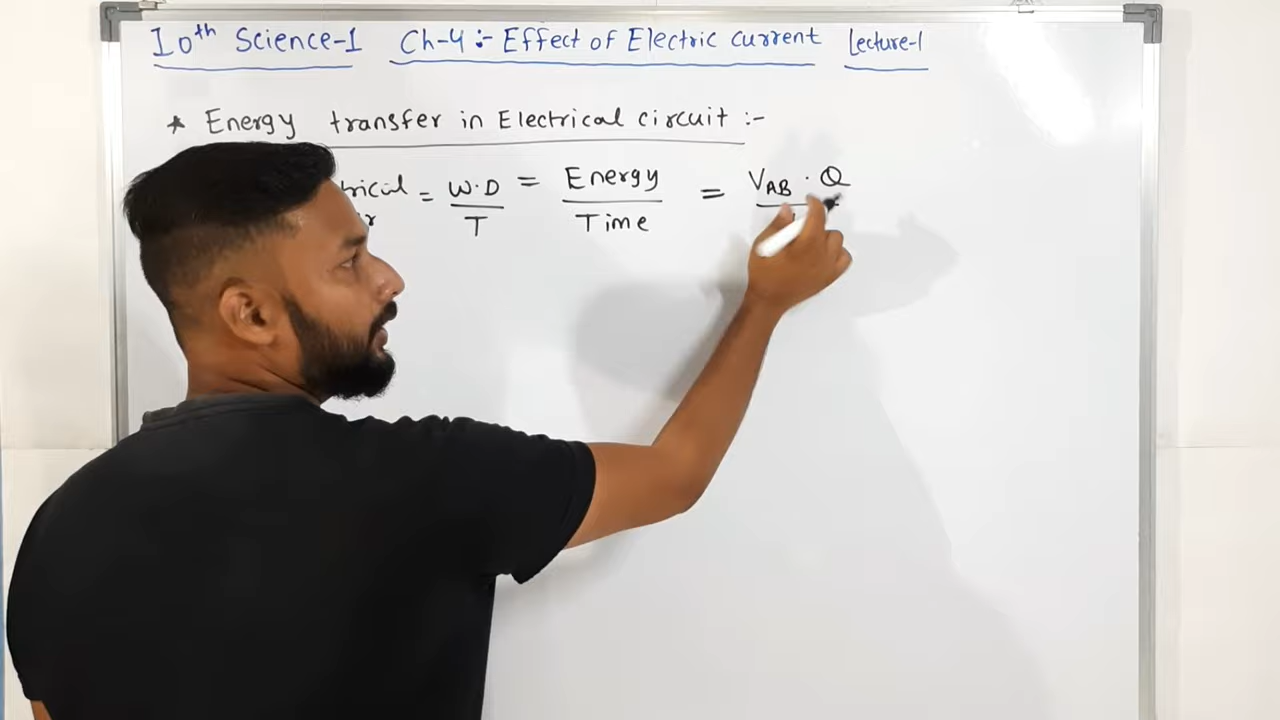 10th Science-1 Ch-4 :- Effect of Electric current Lecture-1
* Energy transfer in Electrical circuit :-
= W.D = Energy = VAB . Q
T Time